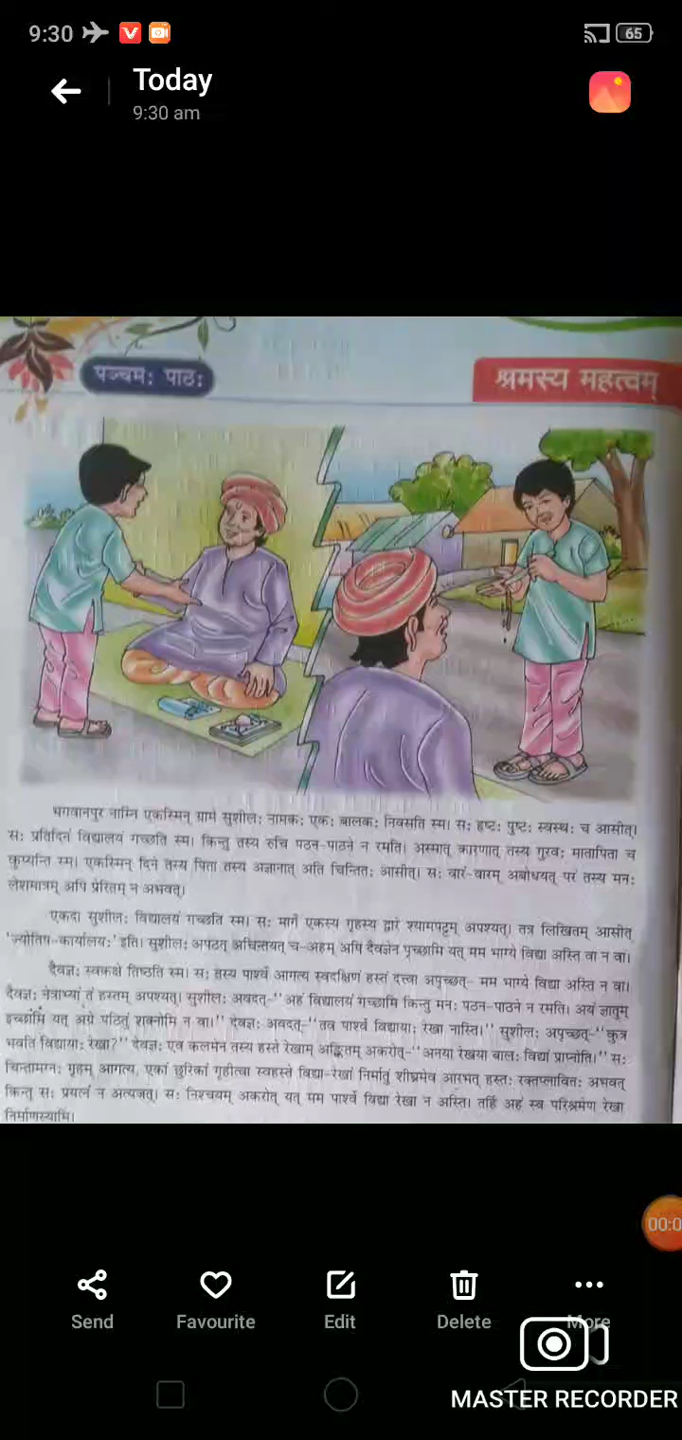 9:30
65
Today
9:30 am
पञ्चमः पाठः
श्रमस्य महत्वम्
भगवानपुर नाम्नि एकस्मिन् ग्रामे सुशीलः नामकः एकः बालकः निवसति स्म। सः हृष्टः पुष्टः स्वस्थः च आसीत्।
सः प्रतिदिनं विद्यालयं गच्छति स्म। किन्तु तस्य रुचि पठन-पाठने न रमति। अस्मात् कारणात् तस्य गुरवः मातापिता च
कुप्यन्ति स्म। एकस्मिन् दिने तस्य पिता तस्य अज्ञानात् अति चिन्तितः आसीत्। सः वारं-वारम् अबोधयत् परं तस्य मनः
लेशमात्रम् अपि प्रेरितम् न अभवत्।
एकदा सुशीलः विद्यालयं गच्छति स्म। सः मार्गे एकस्य गृहस्य द्वारे श्यामपट्टम् अपश्यत्। तत्र लिखितम् आसीत्
'ज्योतिष-कार्यालयः' इति। सुशीलः अपठत् अचिन्तयत् च-अहम् अपि दैवज्ञेन पृच्छामि यत् मम भाग्ये विद्या अस्ति वा न वा।
दैवज्ञः स्वकक्षे तिष्ठति स्म। सः तस्य पार्श्वे आगत्य स्वदक्षिणं हस्तं दत्त्वा अपृच्छत्- मम भाग्ये विद्या अस्ति न वा।
दैवज्ञः नेत्राभ्यां तं हस्तम् अपश्यत्। सुशीलः अवदत्-"अहं विद्यालयं गच्छामि किन्तु मनः पठन-पाठने न रमति। अयं ज्ञातुम्
इच्छामि यत् अग्रे पठितुं शक्नोमि न वा।" दैवज्ञः अवदत्-"तव पार्श्वे विद्यायाः रेखा नास्ति।" सुशीलः अपृच्छत्-"कुत्र
भवति विद्यायाः रेखा?" दैवज्ञः एव कलमेन तस्य हस्ते रेखाम् अङ्कितम् अकरोत्-"अनया रेखया बालः विद्यां प्राप्नोति।" सः
चिन्तामग्नः गृहम् आगत्य, एकां छुरिकां गृहीत्वा स्वहस्ते विद्या-रेखां निर्मातुं शीघ्रमेव आरभत् हस्तः रक्तप्लावितः अभवत्
किन्तु सः प्रयत्नं न अत्यजत्। सः निश्चयम् अकरोत् यत् मम पार्श्वे विद्या रेखा न अस्ति। तर्हि अहं स्व परिश्रमेण रेखा
निर्माणस्यामि।
00:0
Send
Favourite
Edit
Delete
More
MASTER RECORDER